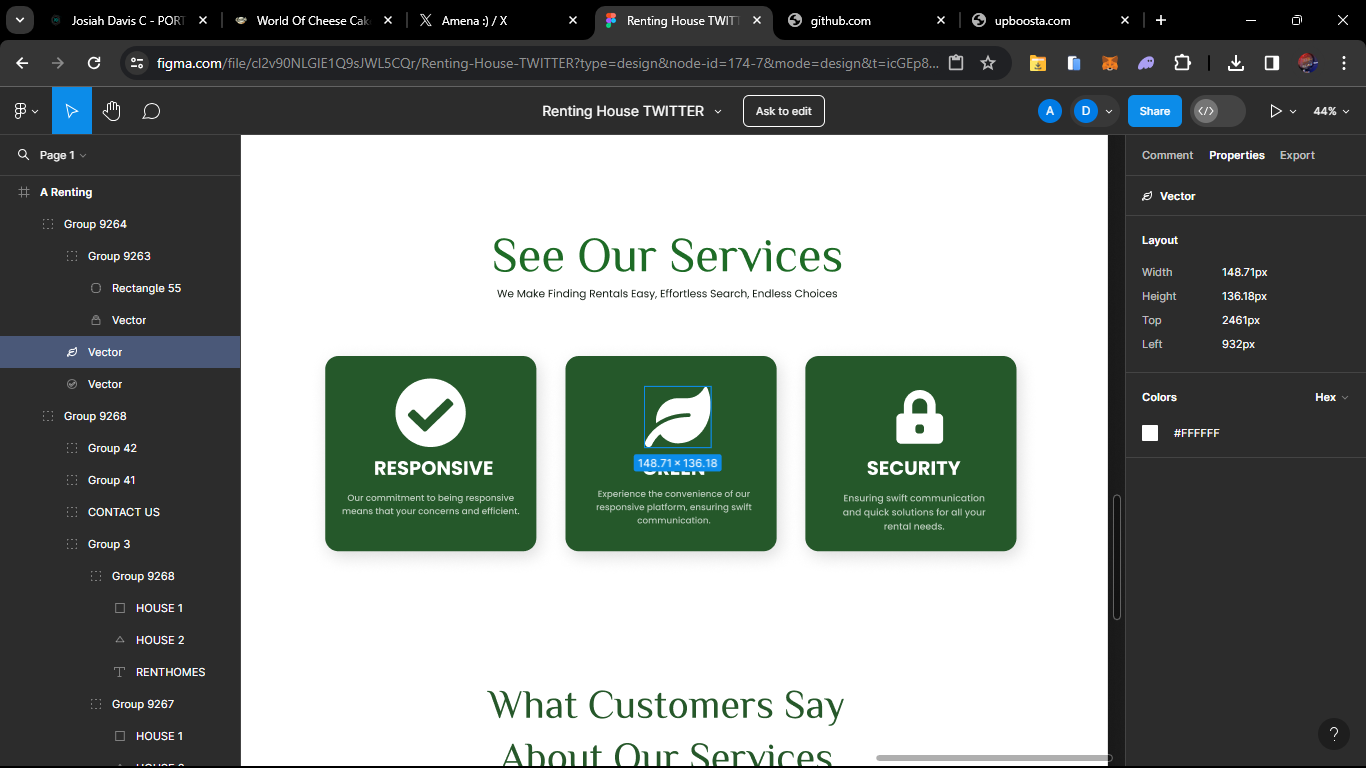 Josiah Davis C - PORT
World Of Cheese Cak
Amena :) / X
Renting House TWIT
github.com
upboosta.com
figma.com/file/cl2v90NLGIE1Q9sJWL5CQr/Renting-House-TWITTER?type=design&node-id=174-7&mode=design&t=icGEp8...
Renting House TWITTER
Ask to edit
A
D
Share
44%
Page 1
A Renting
Group 9264
Group 9263
Rectangle 55
Vector
Vector
Vector
Group 9268
Group 42
Group 41
CONTACT US
Group 3
Group 9268
HOUSE 1
HOUSE 2
RENTHOMES
Group 9267
HOUSE 1
See Our Services
We Make Finding Rentals Easy, Effortless Search, Endless Choices
RESPONSIVE
Our commitment to being responsive
means that your concerns and efficient.
148.71 × 136.18
GREEN
Experience the convenience of our
responsive platform, ensuring swift
communication.
SECURITY
Ensuring swift communication
and quick solutions for all your
rental needs.
What Customers Say
About Our Services
Comment Properties Export
Vector
Layout
Width 148.71px
Height 136.18px
Top 2461px
Left 932px
Colors Hex
#FFFFFF
?